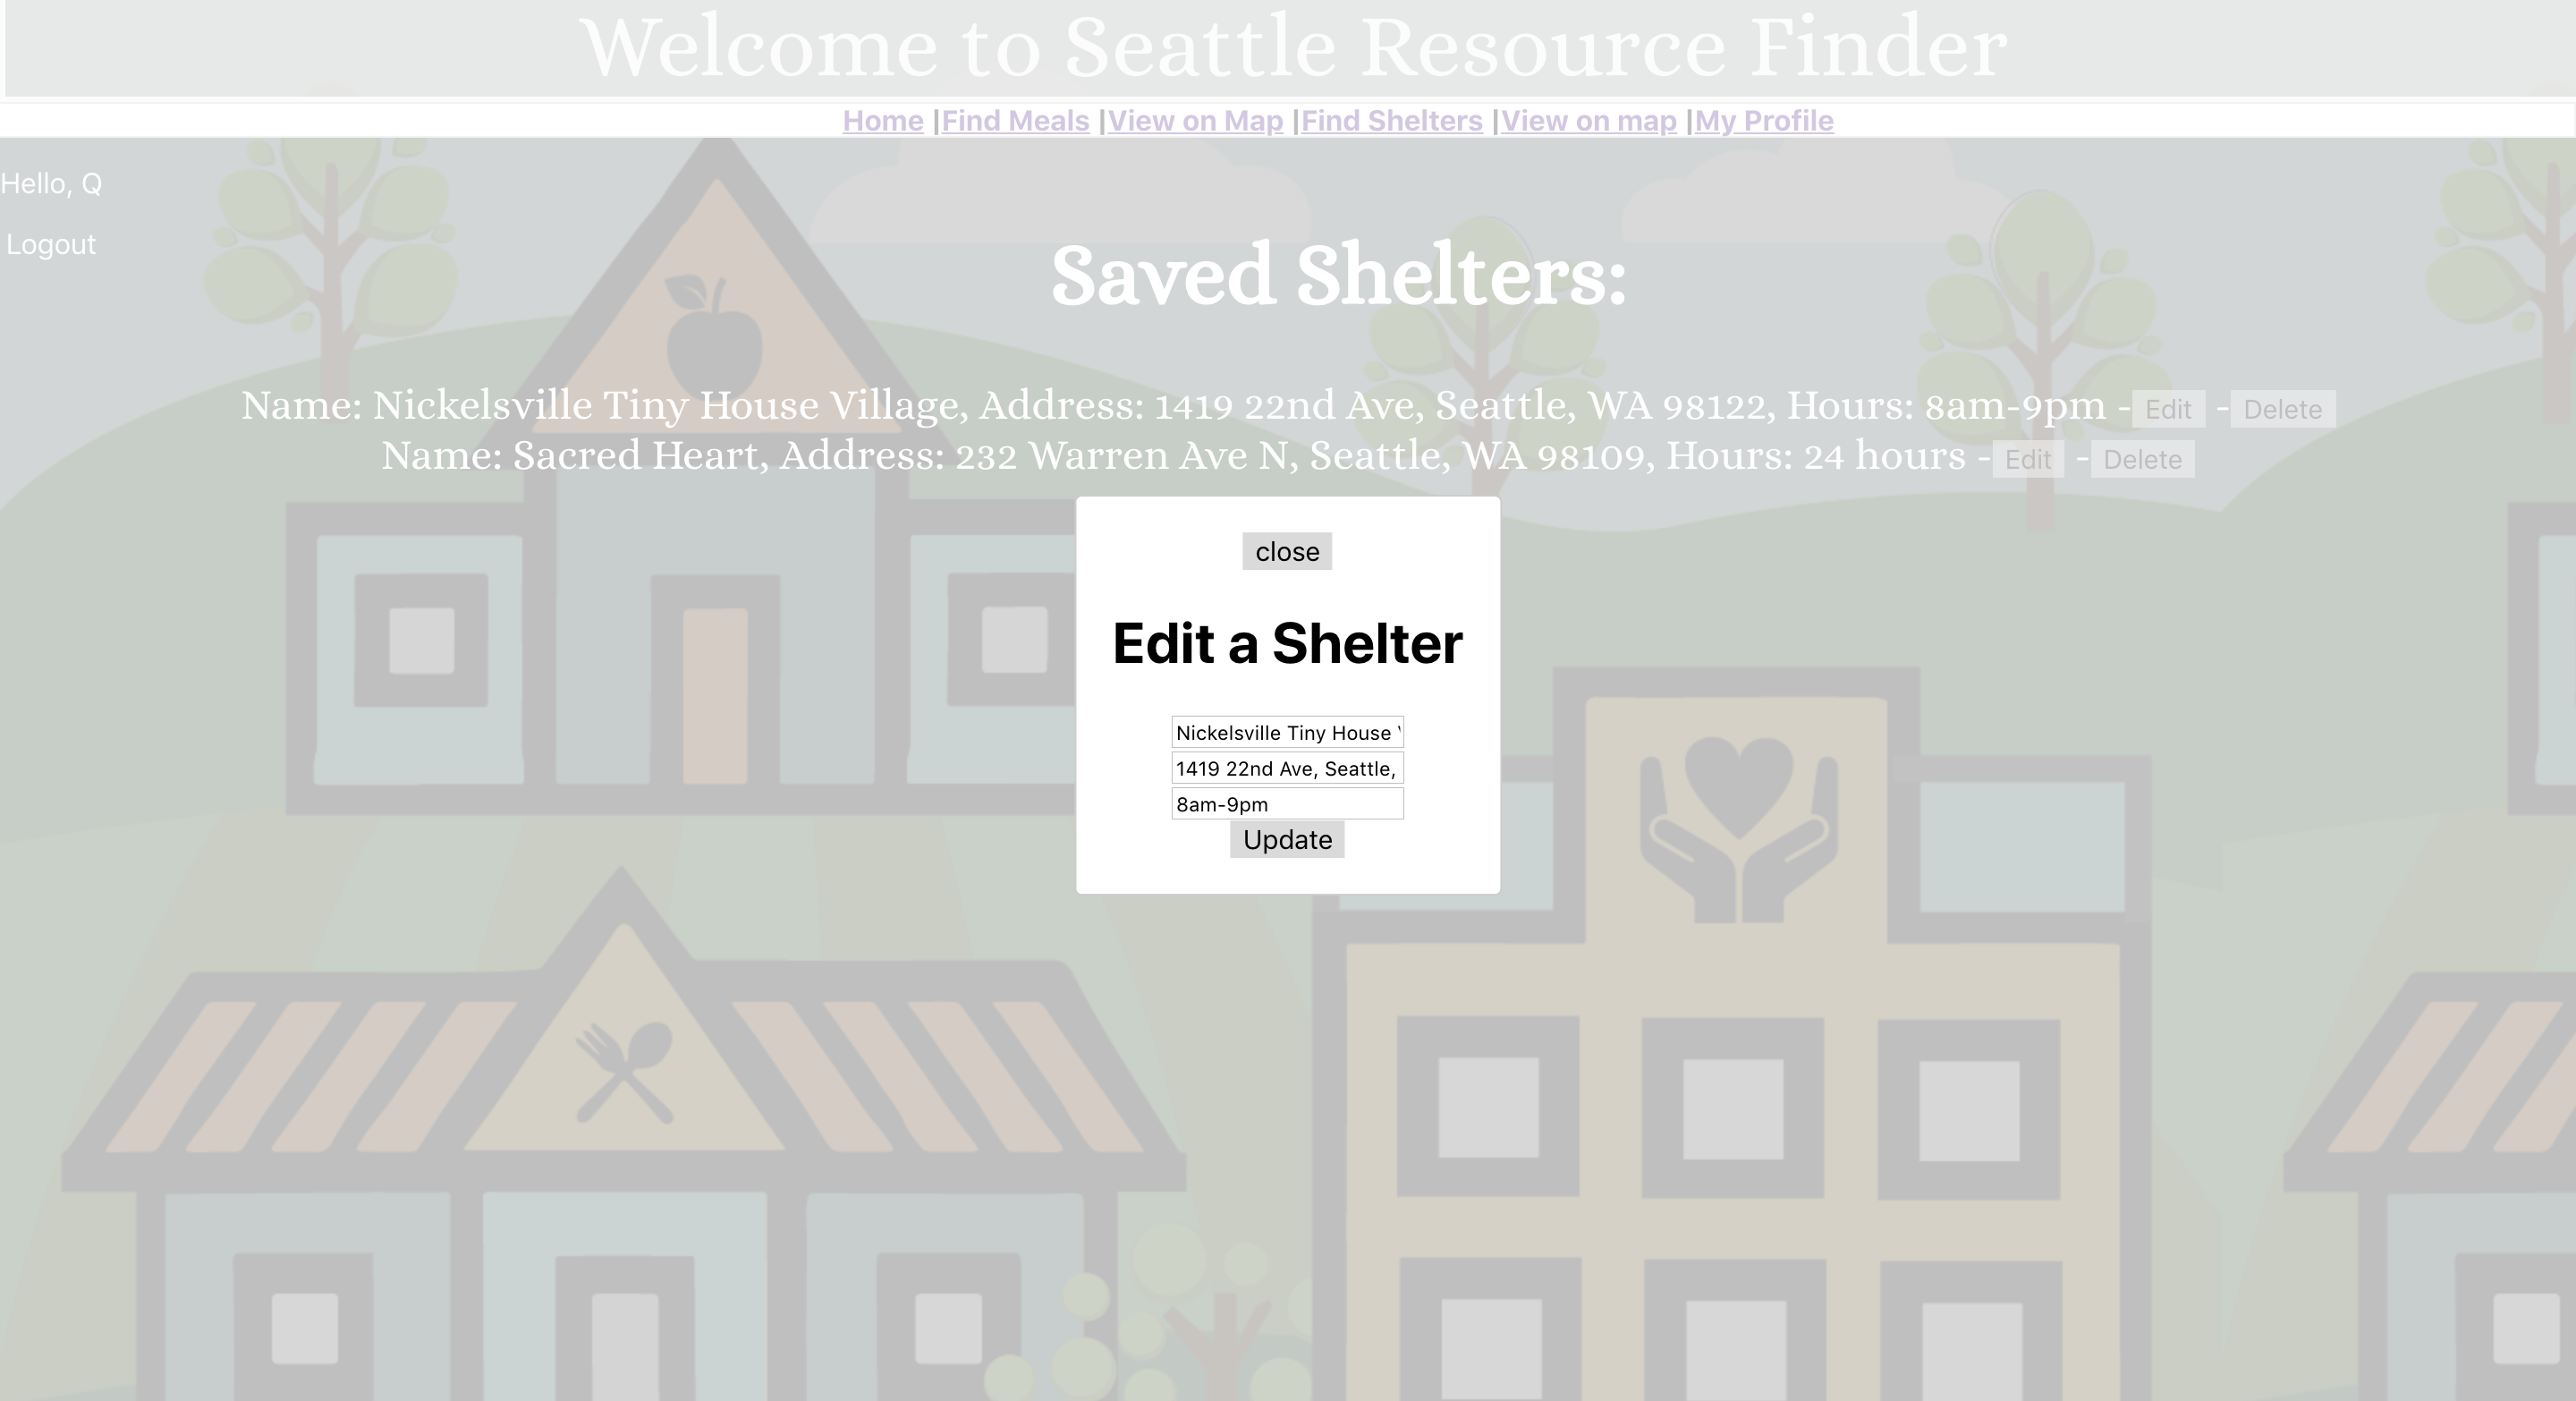 Welcome to Seattle Resource Finder
Home |Find Meals |View on Map |Find Shelters |View on map |My Profile
Hello, Q
Logout
Saved Shelters:
Name: Nickelsville Tiny House Village, Address: 1419 22nd Ave, Seattle, WA 98122, Hours: 8am-9pm - Edit - Delete
Name: Sacred Heart, Address: 232 Warren Ave N, Seattle, WA 98109, Hours: 24 hours - Edit - Delete
close
Edit a Shelter
Nickelsville Tiny House
1419 22nd Ave, Seattle,
8am-9pm
Update